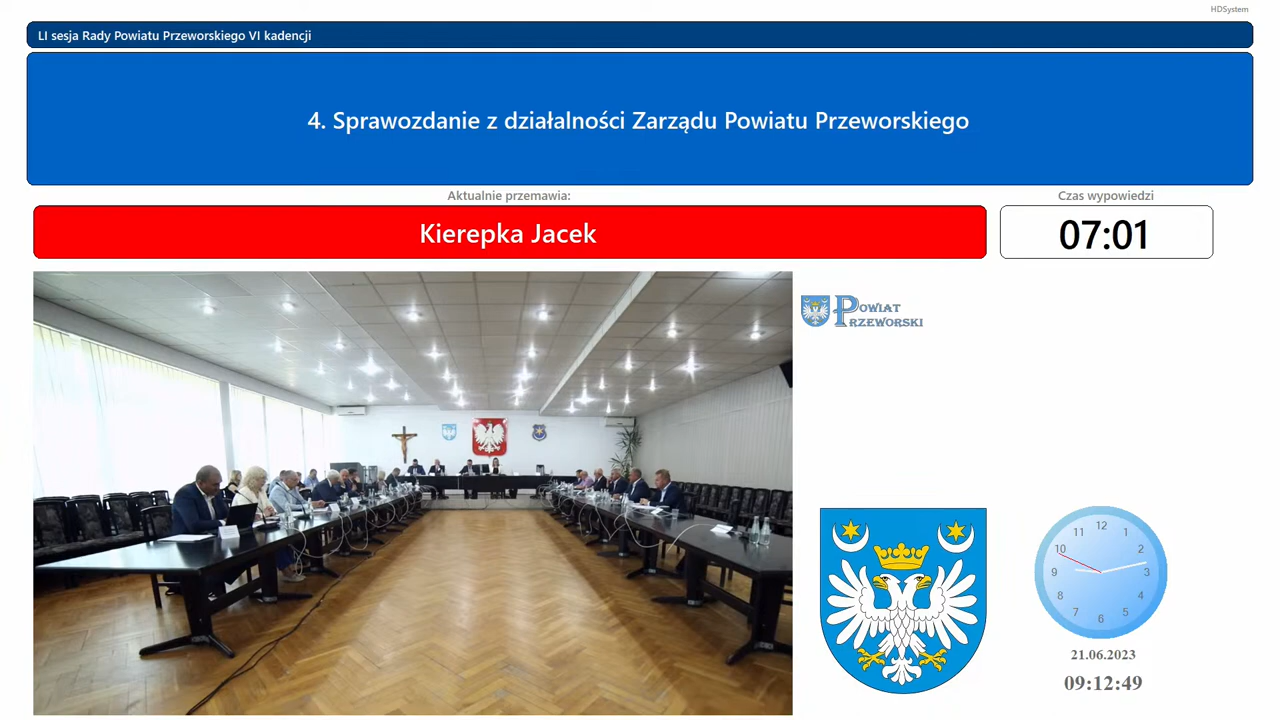 HDSystem
LI sesja Rady Powiatu Przeworskiego VI kadencji
4. Sprawozdanie z działalności Zarządu Powiatu Przeworskiego
Aktualnie przemawia:
Czas wypowiedzi
Kierepka Jacek
07:01
POWIAT
PRZEWORSKI
12
11
1
10
2
9
3
8
4
7
5
6
21.06.2023
09:12:49